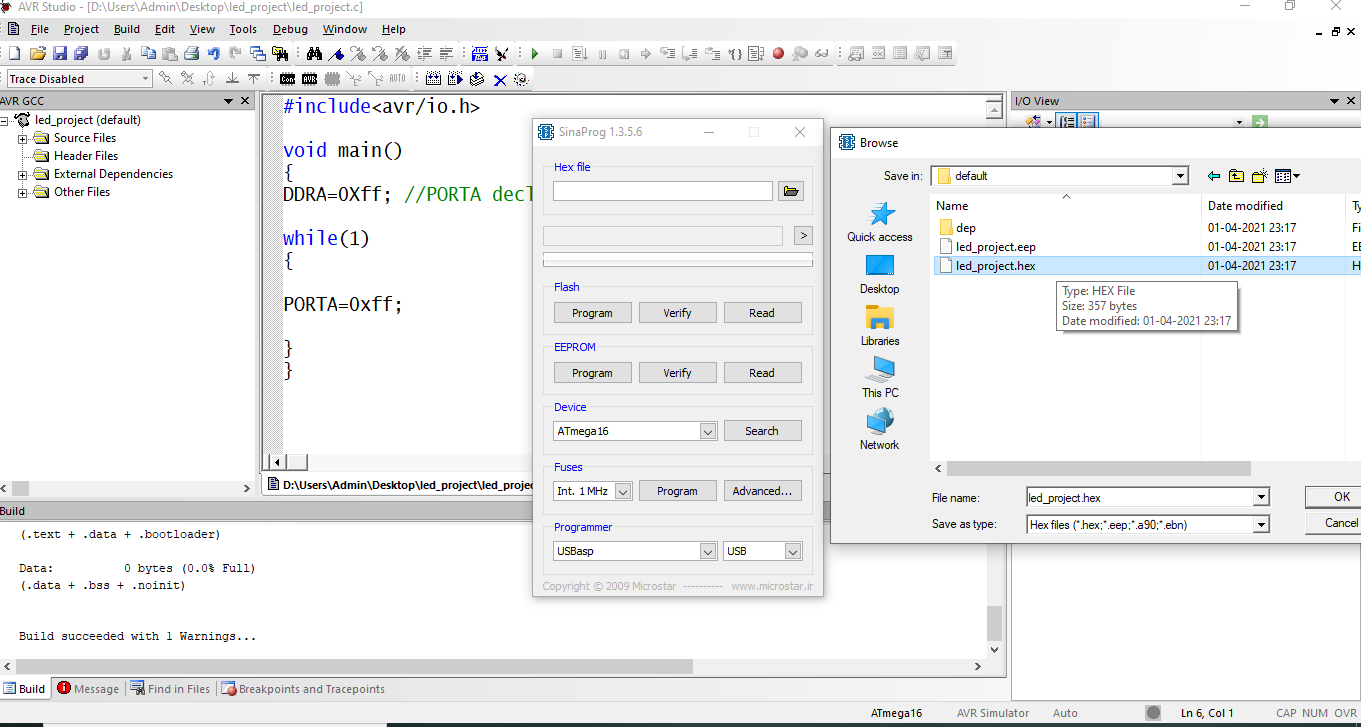 AVR Studio - [D:\Users\Admin\Desktop\led_project\led_project.c]
File Project Build Edit View Tools Debug Window Help
Trace Disabled
Con AVR AUTO
AVR GCC
led_project (default)
Source Files
Header Files
External Dependencies
Other Files
#include<avr/io.h>
void main()
{
DDRA=0Xff; //PORTA decl
while(1)
{
PORTA=0xff;
}
}
D:\Users\Admin\Desktop\led_project\led_projec
SinaProg 1.3.5.6
Hex file
>
Flash
Program Verify Read
EEPROM
Program Verify Read
Device
ATmega16 Search
Fuses
Int. 1 MHz Program Advanced...
Programmer
USBasp USB
Copyright © 2009 Microstar ---------- www.microstar.ir
I/O View
Browse
Save in: default
Quick access
Desktop
Libraries
This PC
Network
Name Date modified Ty
dep 01-04-2021 23:17 Fi
led_project.eep 01-04-2021 23:17 EE
led_project.hex 01-04-2021 23:17 H
Type: HEX File
Size: 357 bytes
Date modified: 01-04-2021 23:17
File name: led_project.hex OK
Save as type: Hex files (*.hex;*.eep;*.a90;*.ebn) Cancel
Build
(.text + .data + .bootloader)
Data: 0 bytes (0.0% Full)
(.data + .bss + .noinit)
Build succeeded with 1 Warnings...
Build Message Find in Files Breakpoints and Tracepoints
ATmega16 AVR Simulator Auto Ln 6, Col 1 CAP NUM OVR